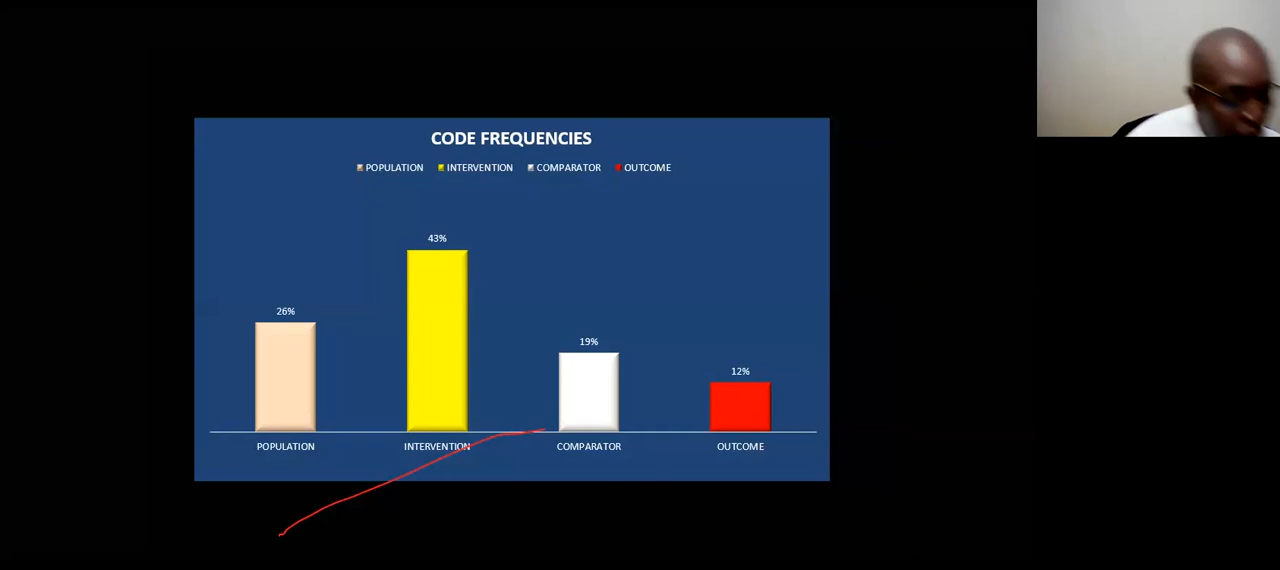 CODE FREQUENCIES
POPULATION INTERVENTION COMPARATOR OUTCOME
43%
26%
19%
12%
POPULATION INTERVENTION COMPARATOR OUTCOME